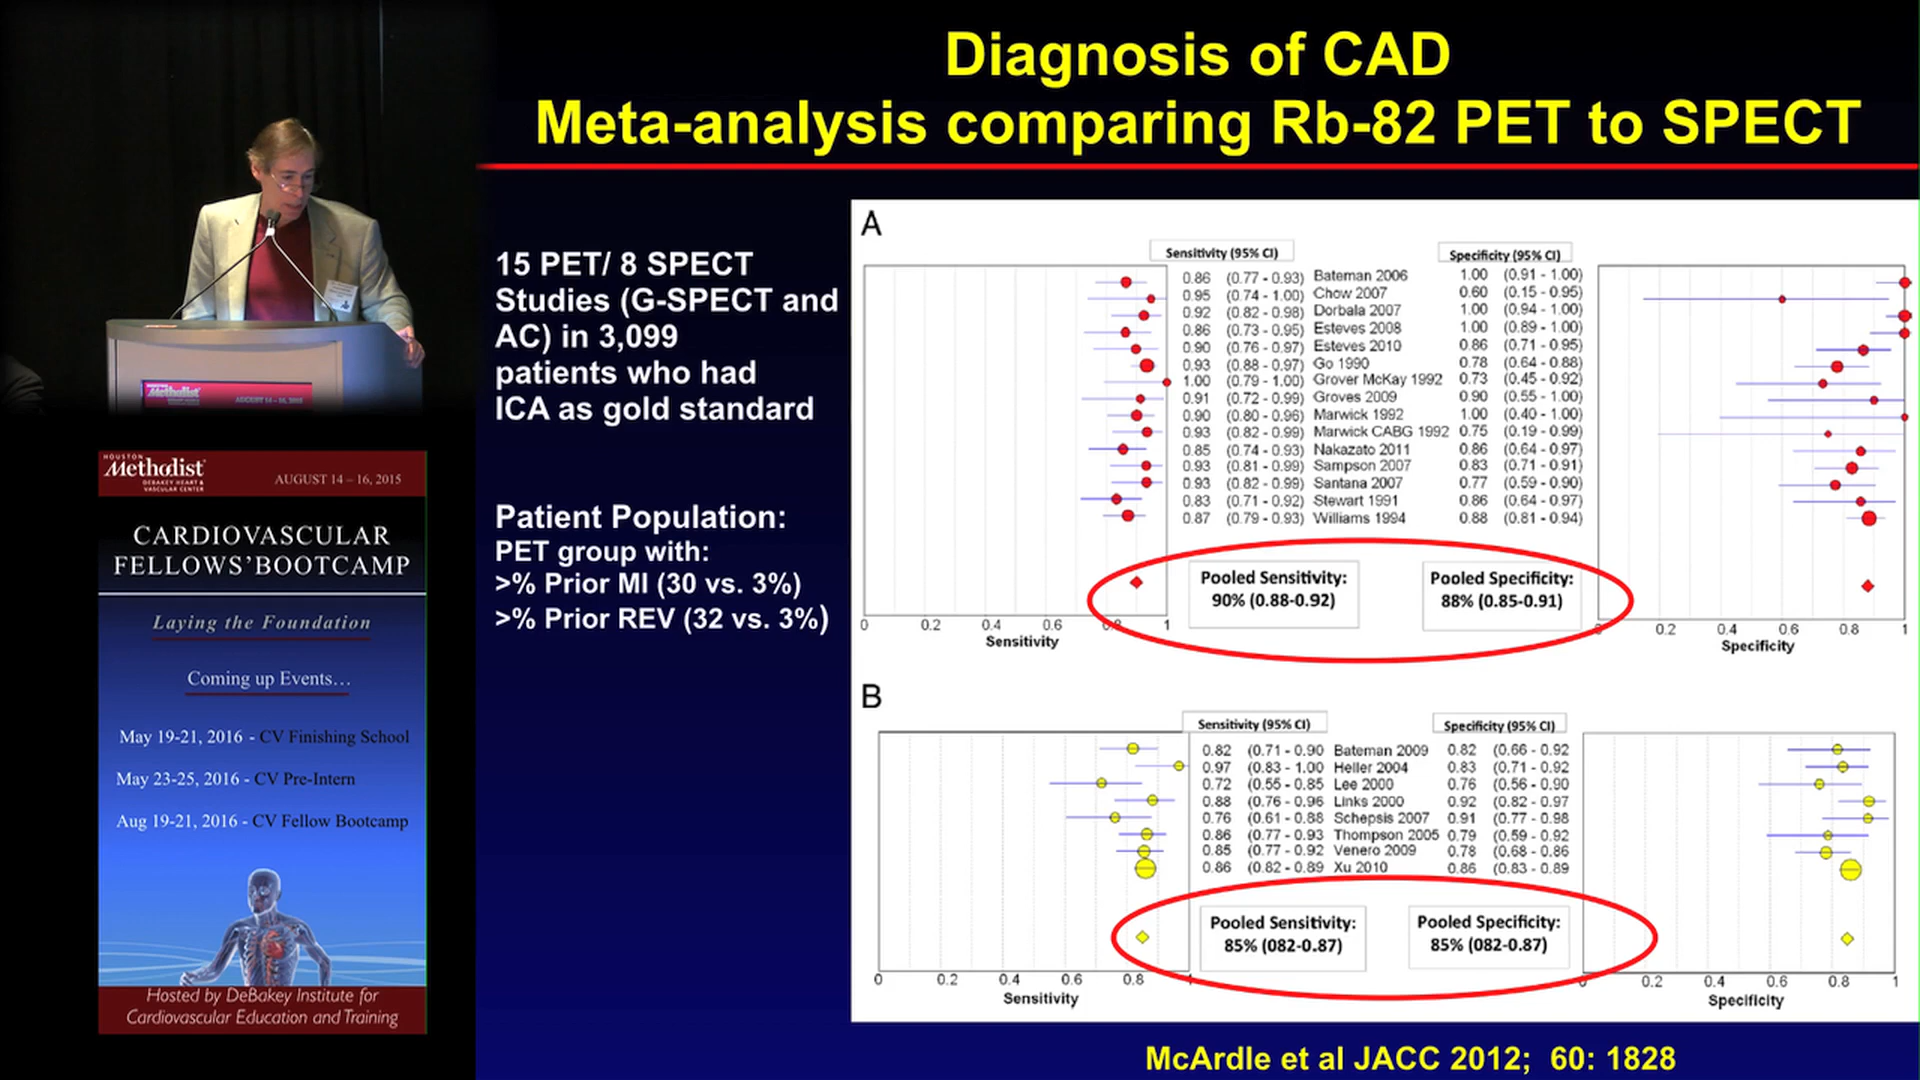 Diagnosis of CAD
Meta-analysis comparing Rb-82 PET to SPECT
15 PET/ 8 SPECT
Studies (G-SPECT and
AC) in 3,099
patients who had
ICA as gold standard
Patient Population:
PET group with:
>% Prior MI (30 vs. 3%)
>% Prior REV (32 vs. 3%)
A
Sensitivity (95% CI) Specificity (95% CI)
0.86 (0.77 - 0.93) Bateman 2006 1.00 (0.91 - 1.00)
0.95 (0.74 - 1.00) Chow 2007 0.60 (0.15 - 0.95)
0.92 (0.82 - 0.98) Dorbala 2007 1.00 (0.94 - 1.00)
0.86 (0.73 - 0.95) Esteves 2008 1.00 (0.89 - 1.00)
0.90 (0.76 - 0.97) Esteves 2010 0.86 (0.71 - 0.95)
0.93 (0.88 - 0.97) Go 1990 0.78 (0.64 - 0.88)
1.00 (0.79 - 1.00) Grover McKay 1992 0.73 (0.45 - 0.92)
0.91 (0.72 - 0.99) Groves 2009 0.90 (0.55 - 1.00)
0.90 (0.80 - 0.96) Marwick 1992 1.00 (0.40 - 1.00)
0.93 (0.82 - 0.99) Marwick CABG 1992 0.75 (0.19 - 0.99)
0.85 (0.74 - 0.93) Nakazato 2011 0.86 (0.64 - 0.97)
0.93 (0.81 - 0.99) Sampson 2007 0.83 (0.71 - 0.91)
0.93 (0.82 - 0.99) Santana 2007 0.77 (0.59 - 0.90)
0.83 (0.71 - 0.92) Stewart 1991 0.86 (0.64 - 0.97)
0.87 (0.79 - 0.93) Williams 1994 0.88 (0.81 - 0.94)
Pooled Sensitivity: Pooled Specificity:
90% (0.88-0.92) 88% (0.85-0.91)
0 0.2 0.4 0.6 0.8 1 0 0.2 0.4 0.6 0.8 1
Sensitivity Specificity
B
Sensitivity (95% CI) Specificity (95% CI)
0.82 (0.71 - 0.90 Bateman 2009 0.82 (0.66 - 0.92
0.97 (0.83 - 1.00 Heller 2004 0.83 (0.71 - 0.92
0.72 (0.55 - 0.85 Lee 2000 0.76 (0.56 - 0.90
0.88 (0.76 - 0.96 Links 2000 0.92 (0.82 - 0.97
0.76 (0.61 - 0.88 Schepsis 2007 0.91 (0.77 - 0.98
0.86 (0.77 - 0.93 Thompson 2005 0.79 (0.59 - 0.92
0.85 (0.77 - 0.92 Venero 2009 0.78 (0.68 - 0.86
0.86 (0.82 - 0.89 Xu 2010 0.86 (0.83 - 0.89
Pooled Sensitivity: Pooled Specificity:
85% (082-0.87) 85% (082-0.87)
0 0.2 0.4 0.6 0.8 1 0 0.2 0.4 0.6 0.8 1
Sensitivity Specificity
McArdle et al JACC 2012; 60: 1828
Methodist
AUGUST 14 – 16, 2015
HOUSTON
Methodist
DEBAKEY HEART &
VASCULAR CENTER
AUGUST 14 – 16, 2015
CARDIOVASCULAR
FELLOWS'BOOTCAMP
Laying the Foundation
Coming up Events…
May 19-21, 2016 - CV Finishing School
May 23-25, 2016 - CV Pre-Intern
Aug 19-21, 2016 - CV Fellow Bootcamp
Hosted by DeBakey Institute for
Cardiovascular Education and Training